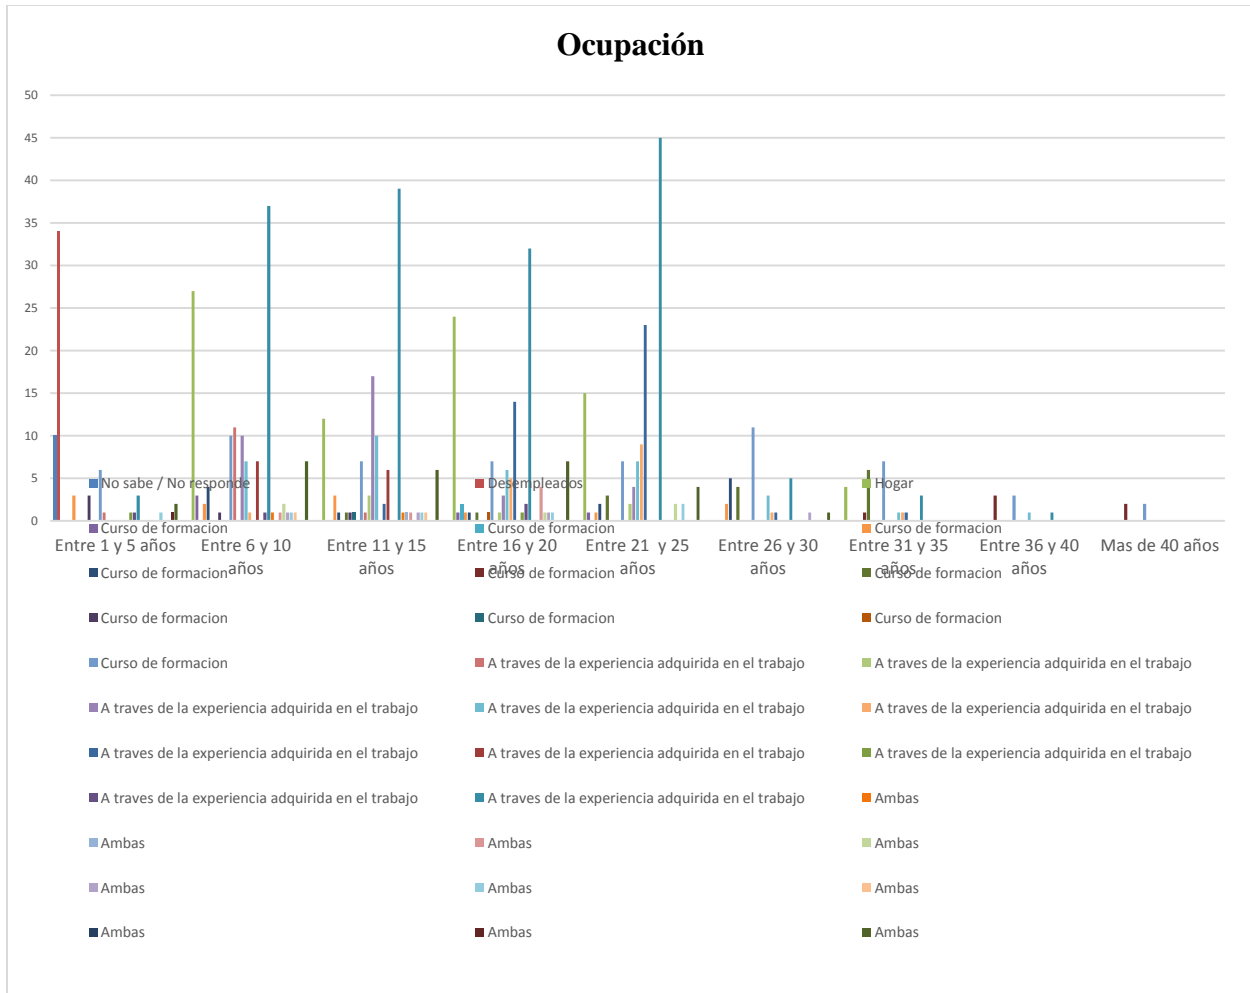 Ocupación
50
45
40
35
30
25
20
15
10
5
0
No sabe / No responde Desempleados Hogar
Curso de formacion Curso de formacion Curso de formacion
Entre 1 y 5 años Entre 6 y 10 años Entre 11 y 15 años Entre 16 y 20 años Entre 21 y 25 años Entre 26 y 30 años Entre 31 y 35 años Entre 36 y 40 años Mas de 40 años
Curso de formacion Curso de formacion Curso de formacion
Curso de formacion Curso de formacion Curso de formacion
Curso de formacion A traves de la experiencia adquirida en el trabajo A traves de la experiencia adquirida en el trabajo
A traves de la experiencia adquirida en el trabajo A traves de la experiencia adquirida en el trabajo A traves de la experiencia adquirida en el trabajo
A traves de la experiencia adquirida en el trabajo A traves de la experiencia adquirida en el trabajo A traves de la experiencia adquirida en el trabajo
A traves de la experiencia adquirida en el trabajo A traves de la experiencia adquirida en el trabajo Ambas
Ambas Ambas Ambas
Ambas Ambas Ambas
Ambas Ambas Ambas